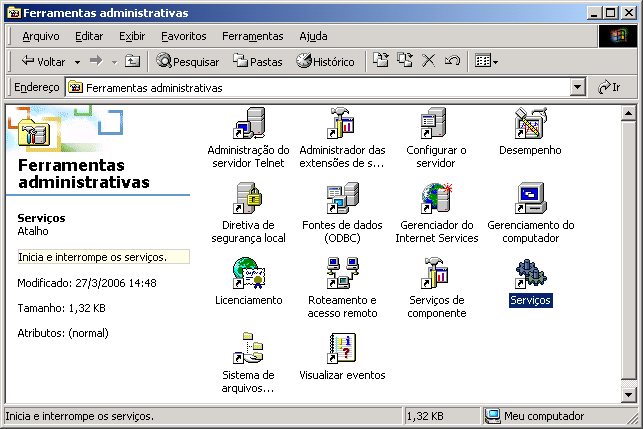 Ferramentas administrativas
Arquivo Editar Exibir Favoritos Ferramentas Ajuda
Voltar Pesquisar Pastas Histórico
Endereço Ferramentas administrativas Ir
Ferramentas
administrativas
Serviços
Atalho
Inicia e interrompe os serviços.
Modificado: 27/3/2006 14:48
Tamanho: 1,32 KB
Atributos: (normal)
Administração do
servidor Telnet
Administrador das
extensões de s...
Configurar o
servidor
Desempenho
Diretiva de
segurança local
Fontes de dados
(ODBC)
Gerenciador do
Internet Services
Gerenciamento do
computador
Licenciamento
Roteamento e
acesso remoto
Serviços de
componente
Serviços
Sistema de
arquivos...
Visualizar eventos
Inicia e interrompe os serviços. 1,32 KB Meu computador